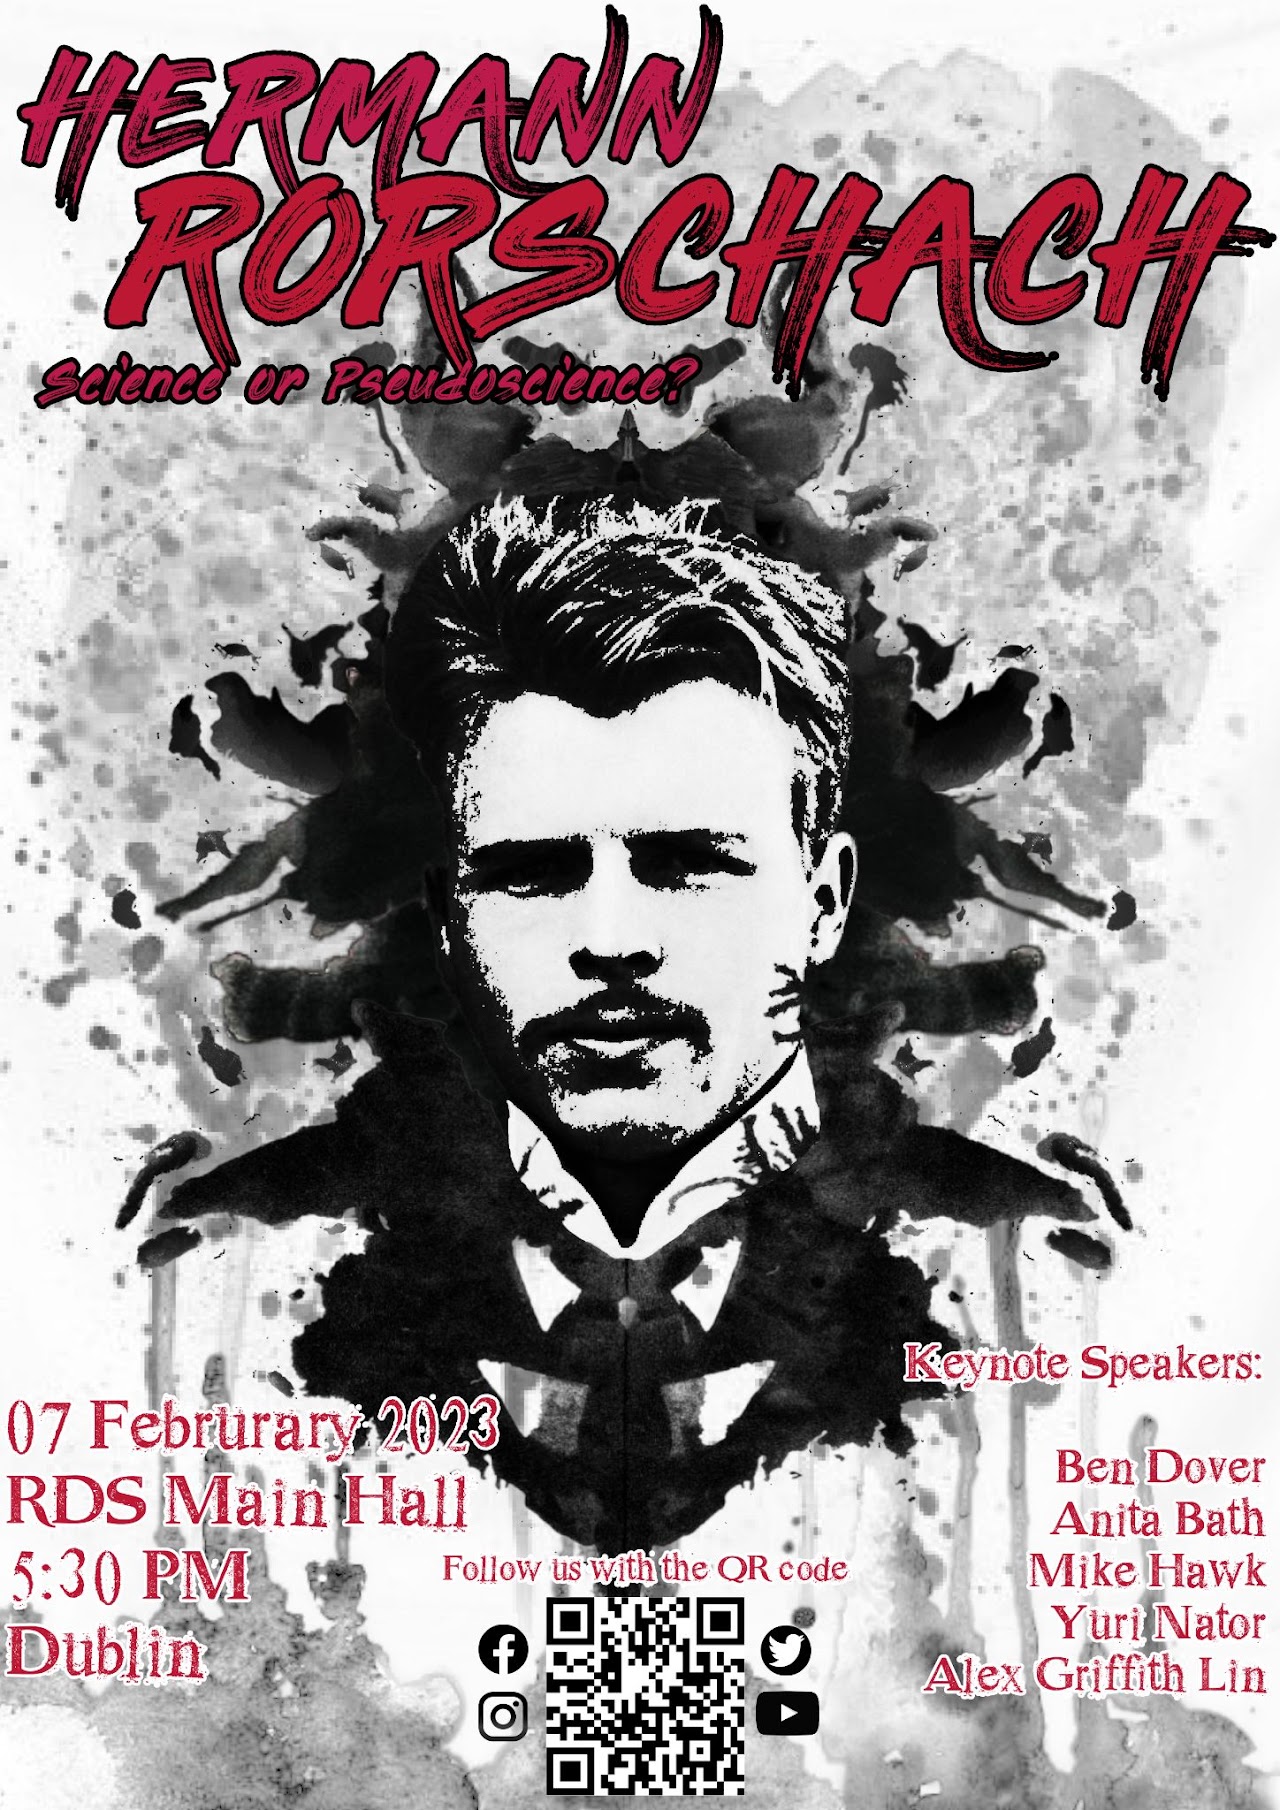 HERMANN
RORSCHACH
Science or Pseudoscience?
Keynote Speakers:
07 Februrary 2023
RDS Main Hall
5:30 PM
Dublin
Ben Dover
Anita Bath
Mike Hawk
Yuri Nator
Alex Griffith Lin
Follow us with the QR code